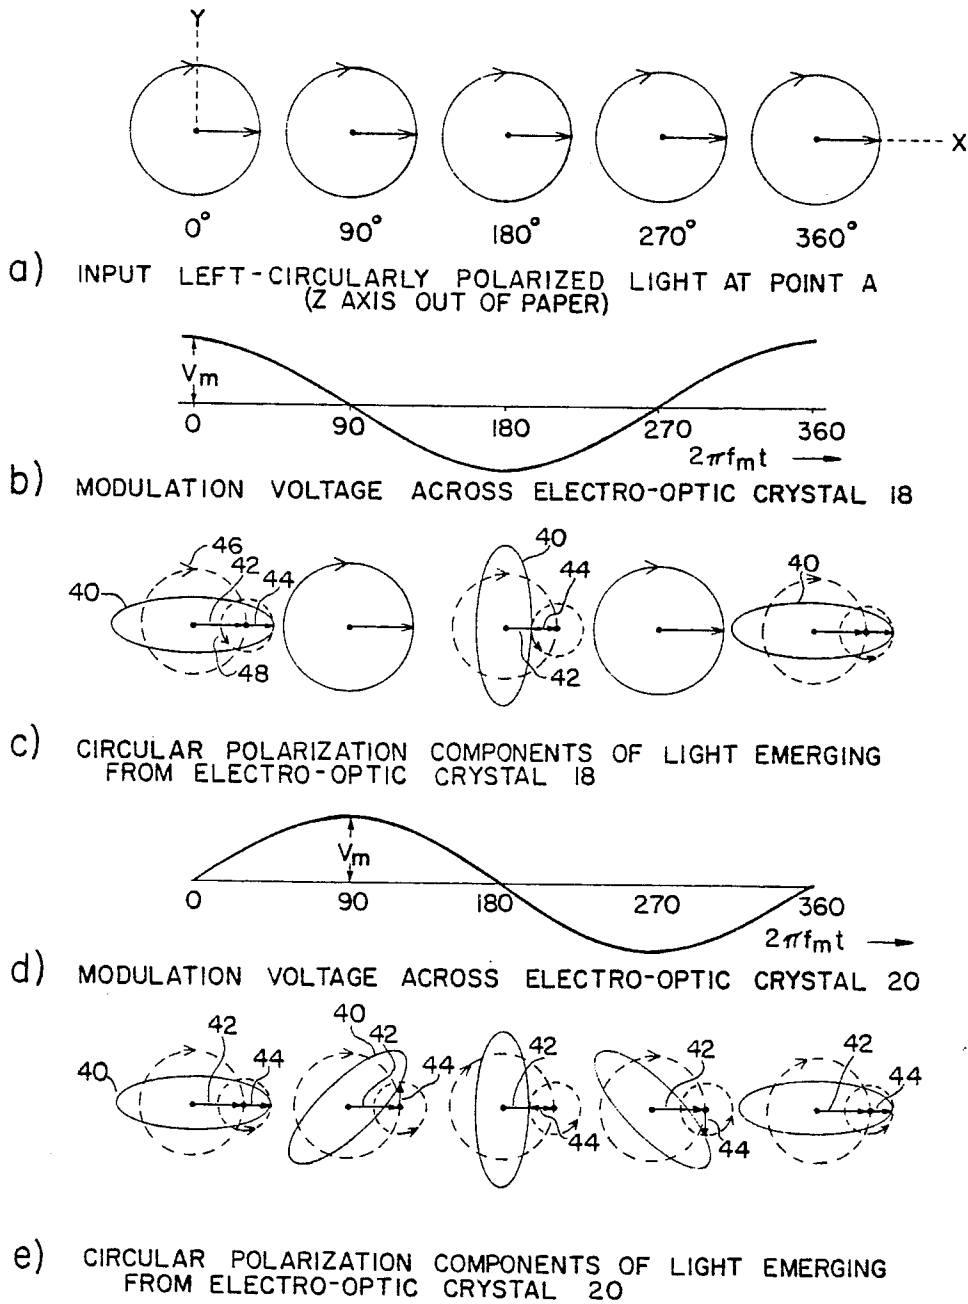 Y
X
0° 90° 180° 270° 360°
a) INPUT LEFT-CIRCULARLY POLARIZED LIGHT AT POINT A
(Z AXIS OUT OF PAPER)
Vm
0 90 180 270 360
2πfmt
b) MODULATION VOLTAGE ACROSS ELECTRO-OPTIC CRYSTAL 18
46 42 44 40 48
40 44 42
40
c) CIRCULAR POLARIZATION COMPONENTS OF LIGHT EMERGING
FROM ELECTRO-OPTIC CRYSTAL 18
Vm
0 90 180 270 360
2πfmt
d) MODULATION VOLTAGE ACROSS ELECTRO-OPTIC CRYSTAL 20
42 40 44
40 42 44
42 44
42 44
42 44
e) CIRCULAR POLARIZATION COMPONENTS OF LIGHT EMERGING
FROM ELECTRO-OPTIC CRYSTAL 20